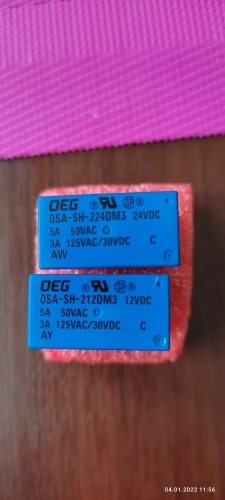 OEG
OSA-SH-224DM3 24VDC
5A 50VAC
3A 125VAC/30VDC C
AW
OEG
OSA-SH-212DM3 12VDC
5A 50VAC
3A 125VAC/30VDC C
AY
04.01.2022 11:56